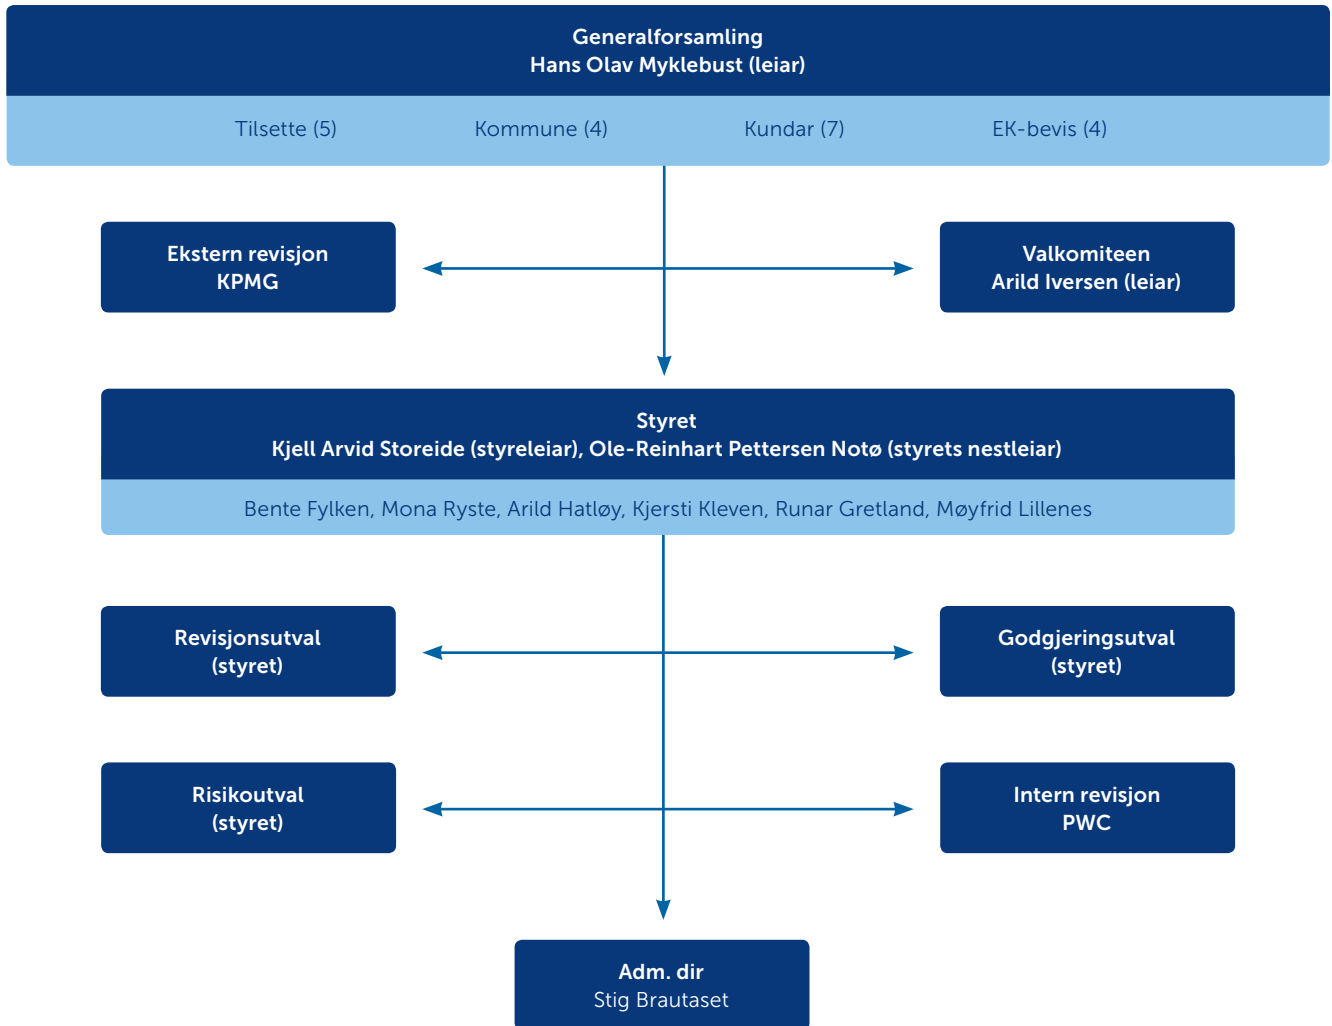 Generalforsamling
Hans Olav Myklebust (leiar)
Tilsette (5)
Kommune (4)
Kundar (7)
EK-bevis (4)
Ekstern revisjon
KPMG
Valkomiteen
Arild Iversen (leiar)
Styret
Kjell Arvid Storeide (styreleiar), Ole-Reinhart Pettersen Notø (styrets nestleiar)
Bente Fylken, Mona Ryste, Arild Hatløy, Kjersti Kleven, Runar Gretland, Møyfrid Lillenes
Revisjonsutval
(styret)
Godgjeringsutval
(styret)
Risikoutval
(styret)
Intern revisjon
PWC
Adm. dir
Stig Brautaset